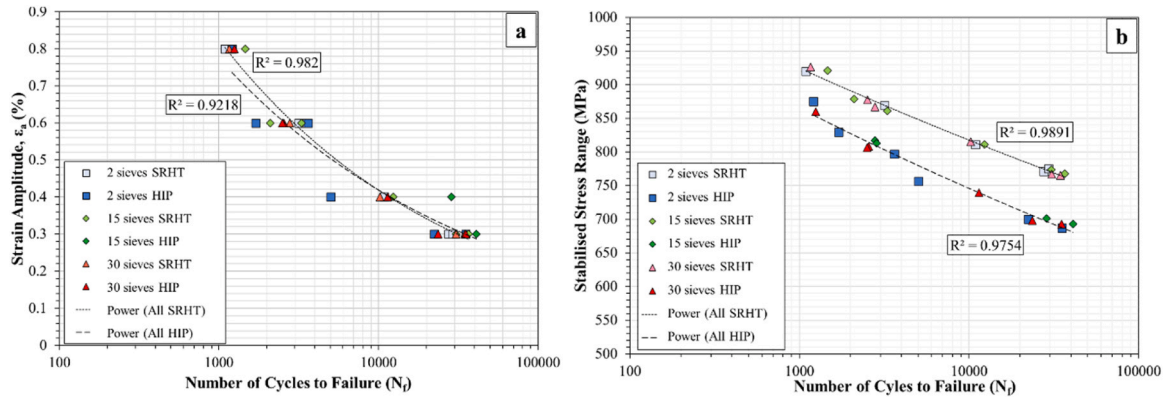 a
0.9
0.8
0.7
0.6
0.5
0.4
0.3
0.2
0.1
0
Strain Amplitude, εa (%)
R² = 0.982
R² = 0.9218
2 sieves SRHT
2 sieves HIP
15 sieves SRHT
15 sieves HIP
30 sieves SRHT
30 sieves HIP
Power (All SRHT)
Power (All HIP)
100
1000
10000
100000
Number of Cycles to Failure (Nf)
b
1000
950
900
850
800
750
700
650
600
550
500
Stabilised Stress Range (MPa)
R² = 0.9891
R² = 0.9754
2 sieves SRHT
2 sieves HIP
15 sieves SRHT
15 sieves HIP
30 sieves SRHT
30 sieves HIP
Power (All SRHT)
Power (All HIP)
100
1000
10000
100000
Number of Cyles to Failure (Nf)